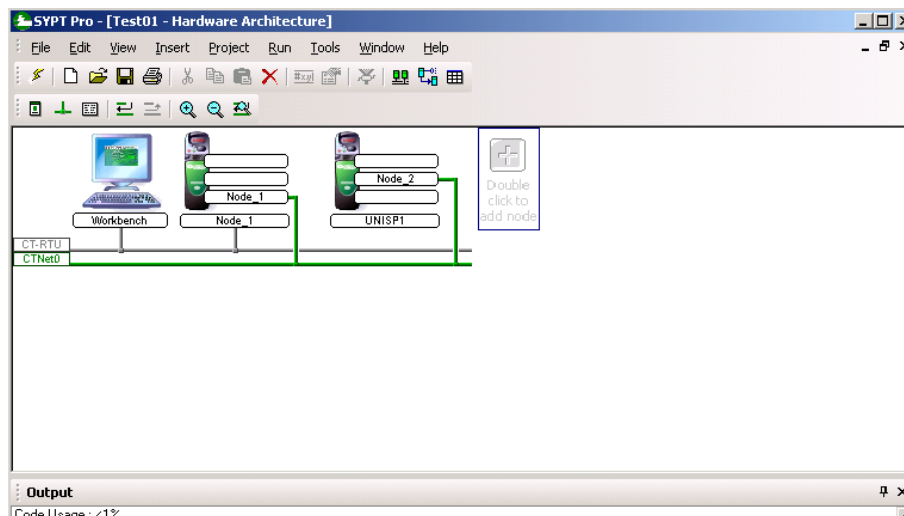 SYPT Pro - [Test01 - Hardware Architecture]
File Edit View Insert Project Run Tools Window Help
Double
click to
add node
Node_2
Node_1
Workbench Node_1 UNISP1
CT-RTU
CTNet0
Output
Code Usage : <1%